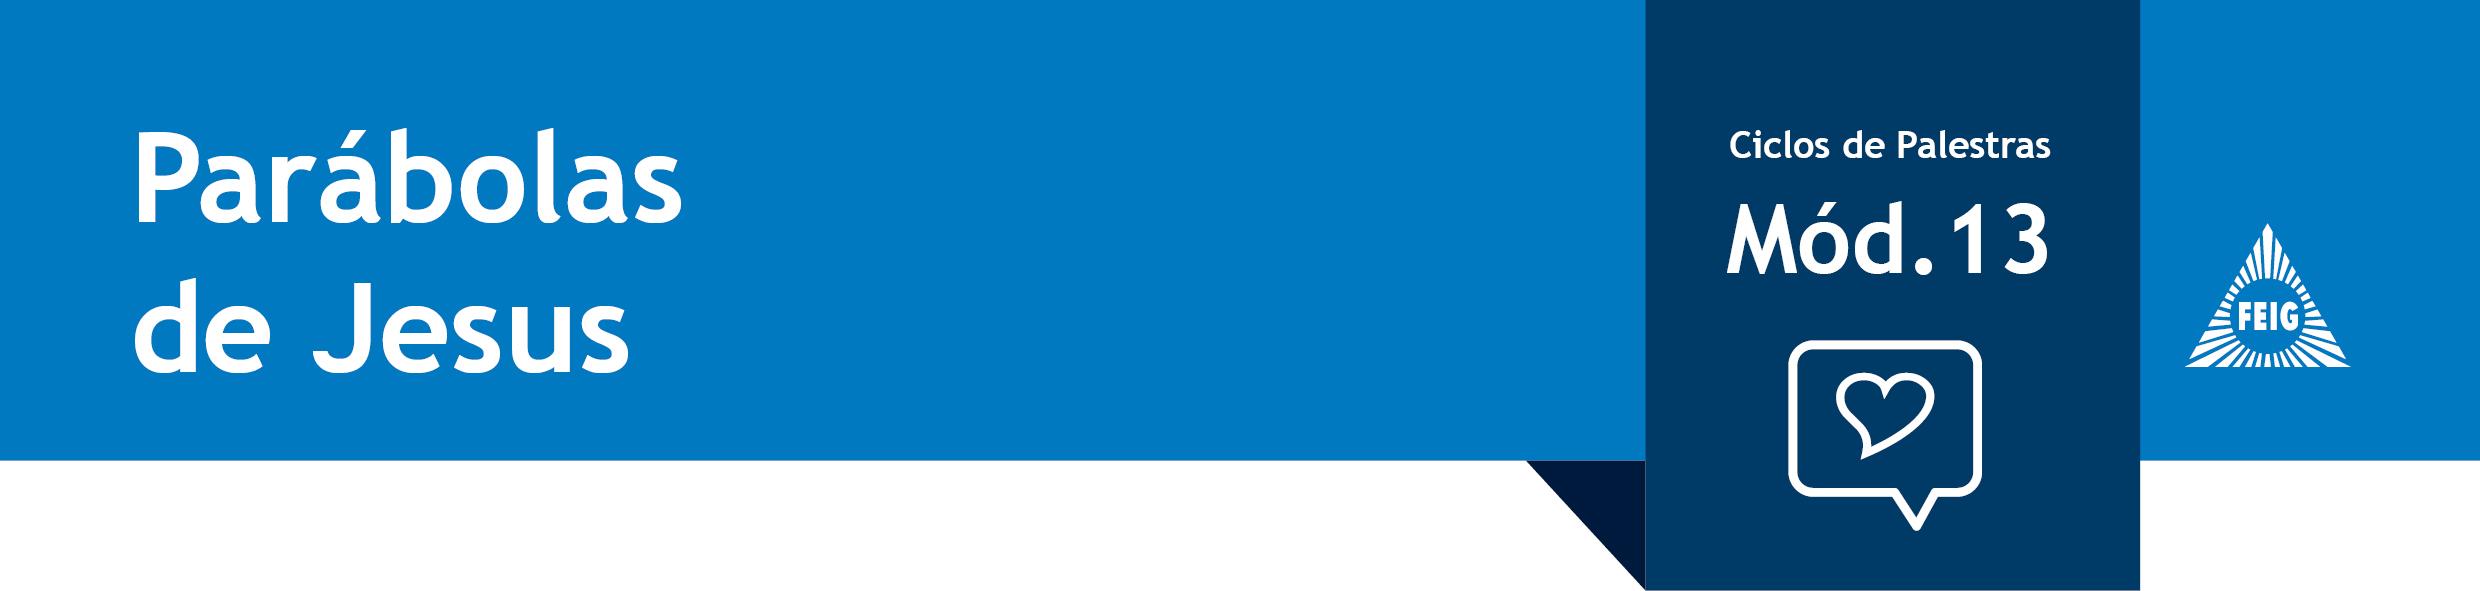 Parábolas
de Jesus
Ciclos de Palestras
Mód.13
FEIG